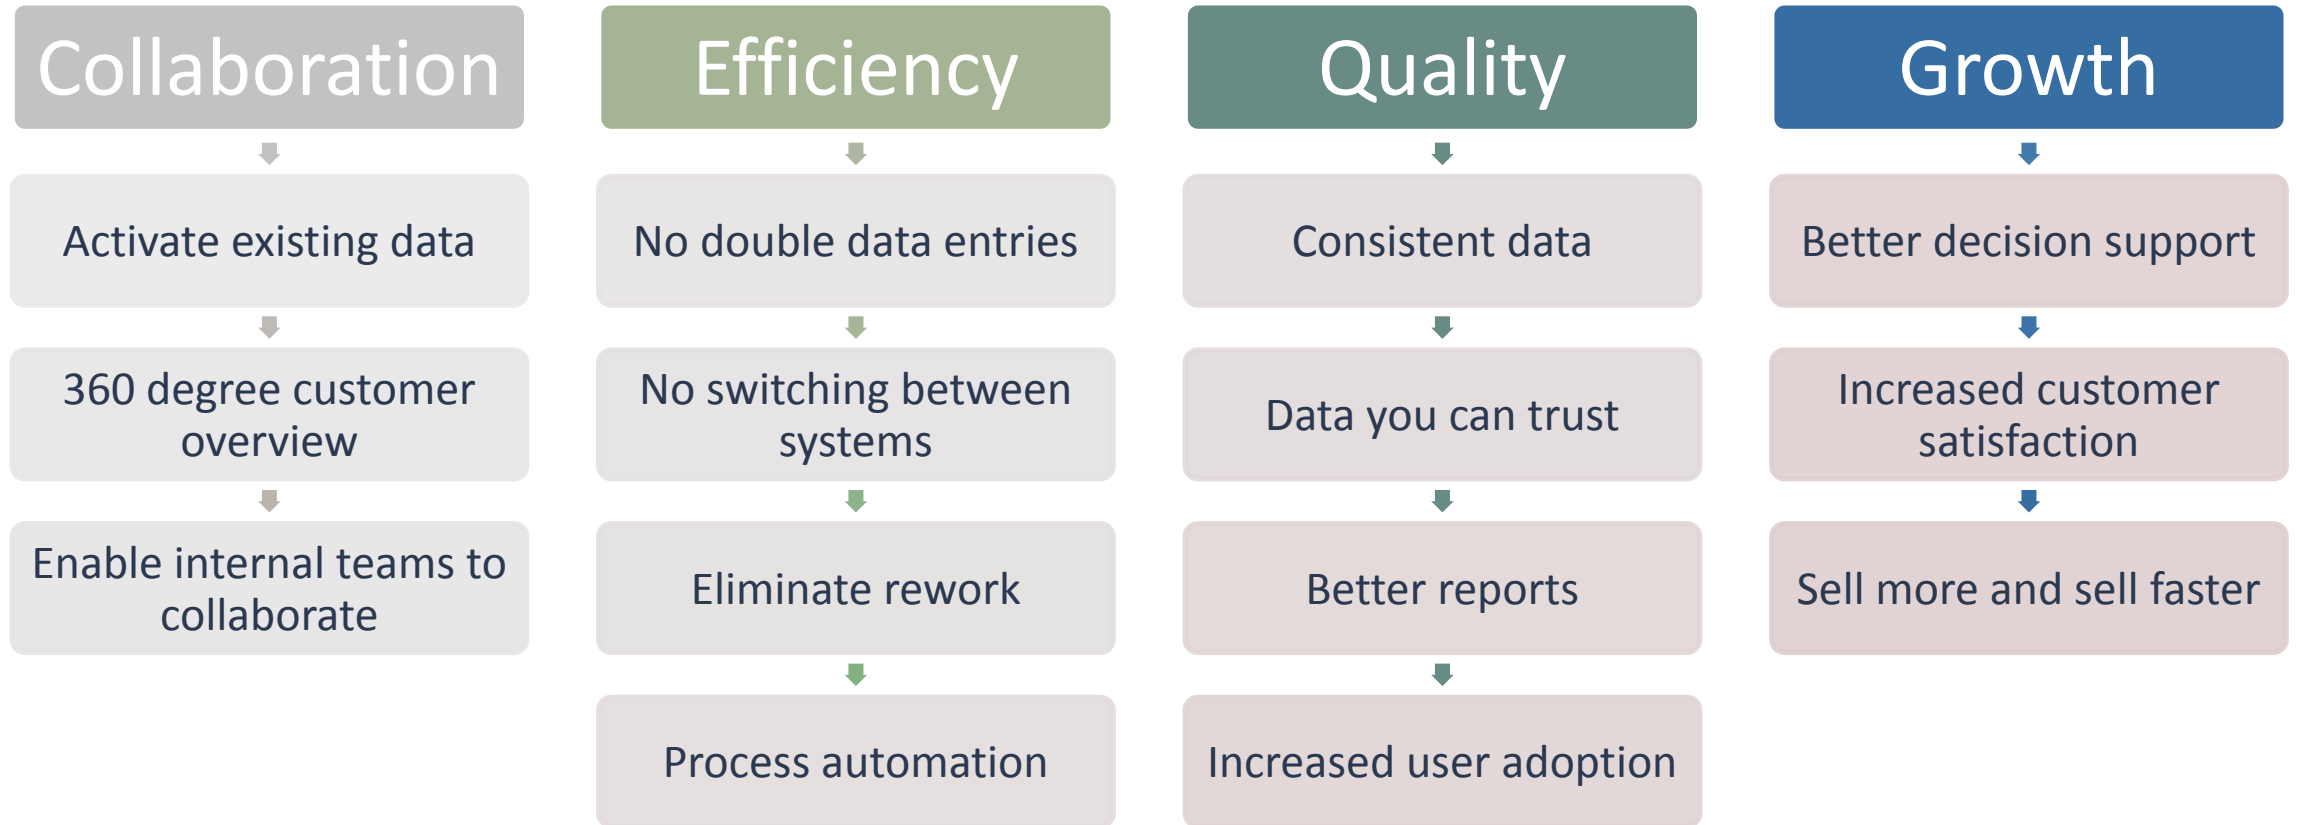 Collaboration
Activate existing data
360 degree customer
overview
Enable internal teams to
collaborate
Efficiency
No double data entries
No switching between
systems
Eliminate rework
Process automation
Quality
Consistent data
Data you can trust
Better reports
Increased user adoption
Growth
Better decision support
Increased customer
satisfaction
Sell more and sell faster